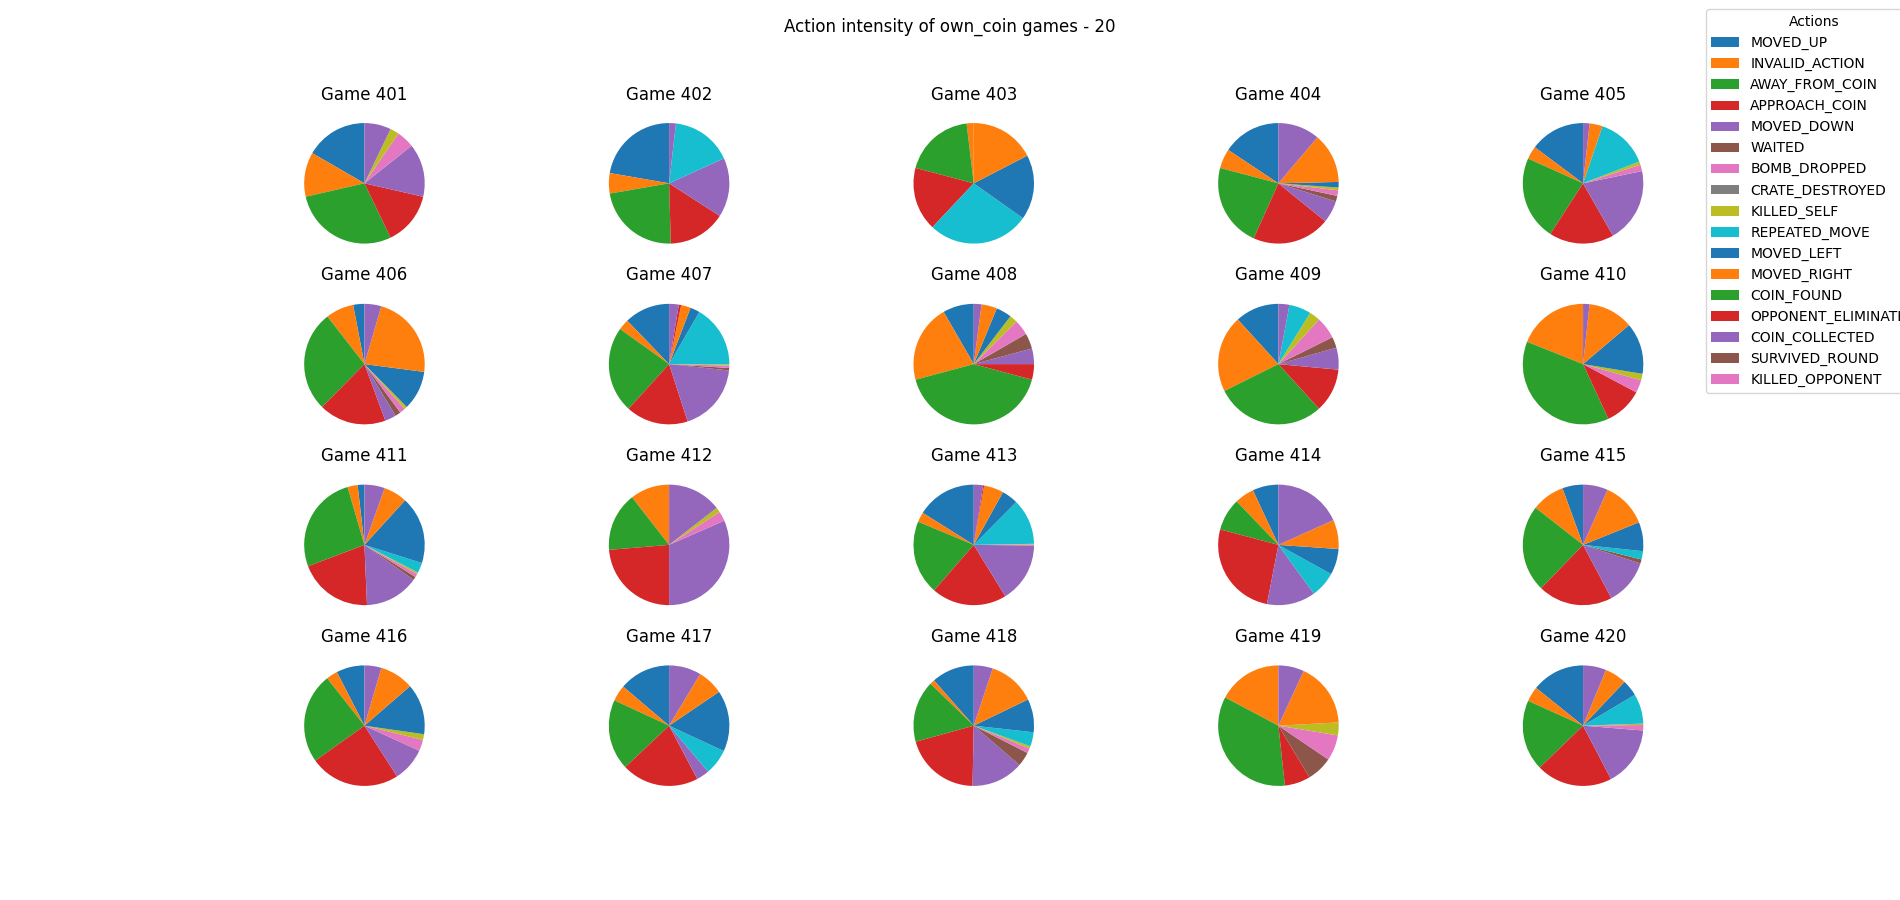 Action intensity of own_coin games - 20
Actions
MOVED_UP
INVALID_ACTION
AWAY_FROM_COIN
APPROACH_COIN
MOVED_DOWN
WAITED
BOMB_DROPPED
CRATE_DESTROYED
KILLED_SELF
REPEATED_MOVE
MOVED_LEFT
MOVED_RIGHT
COIN_FOUND
OPPONENT_ELIMINATE
COIN_COLLECTED
SURVIVED_ROUND
KILLED_OPPONENT
Game 401
Game 402
Game 403
Game 404
Game 405
Game 406
Game 407
Game 408
Game 409
Game 410
Game 411
Game 412
Game 413
Game 414
Game 415
Game 416
Game 417
Game 418
Game 419
Game 420